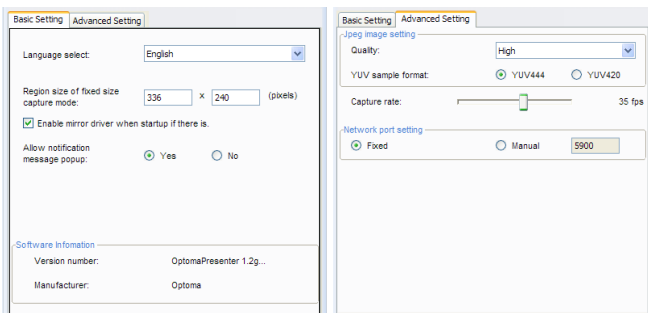 Basic Setting Advanced Setting
Language select: English
Region size of fixed size
capture mode: 336 x 240 (pixels)
Enable mirror driver when startup if there is.
Allow notification
message popup: Yes No
Software Infomation
Version number: OptomaPresenter 1.2g...
Manufacturer: Optoma
Basic Setting Advanced Setting
Jpeg image setting
Quality: High
YUV sample format: YUV444 YUV420
Capture rate: 35 fps
Network port setting
Fixed Manual 5900